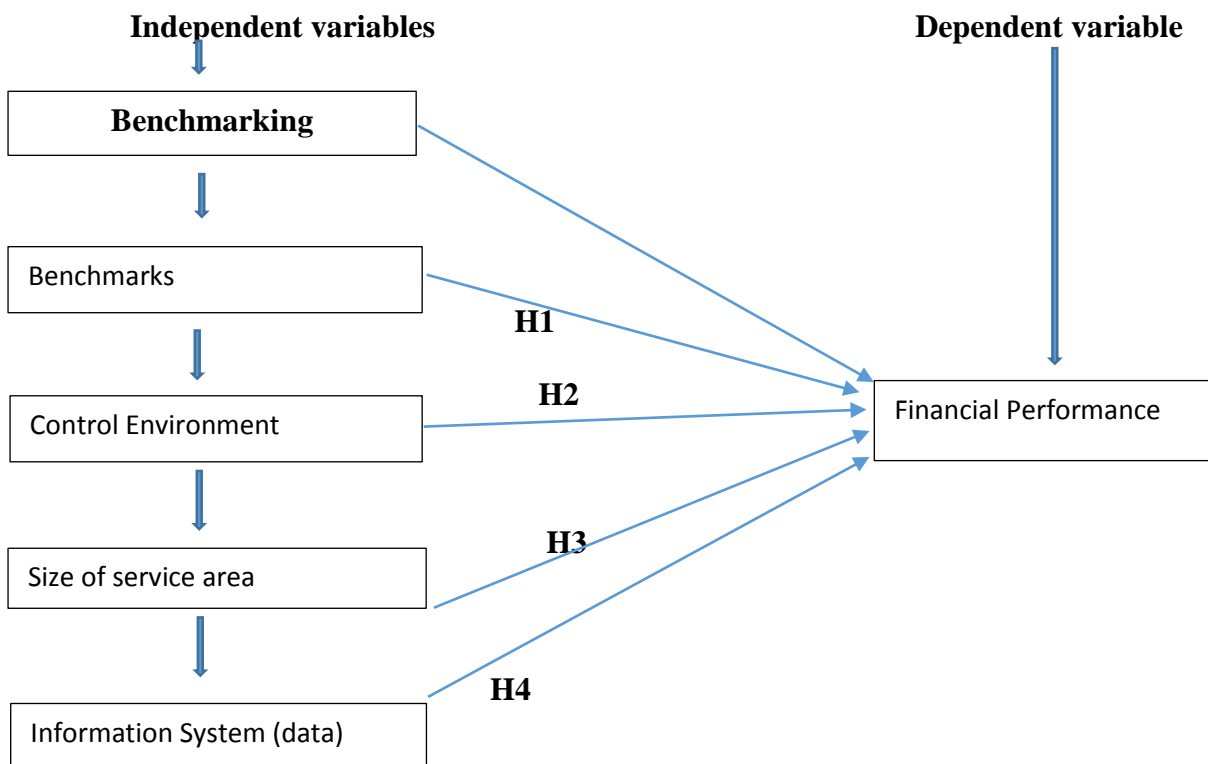 Independent variables
Dependent variable
Benchmarking
Benchmarks
H1
H2
Financial Performance
Control Environment
H3
Size of service area
H4
Information System (data)